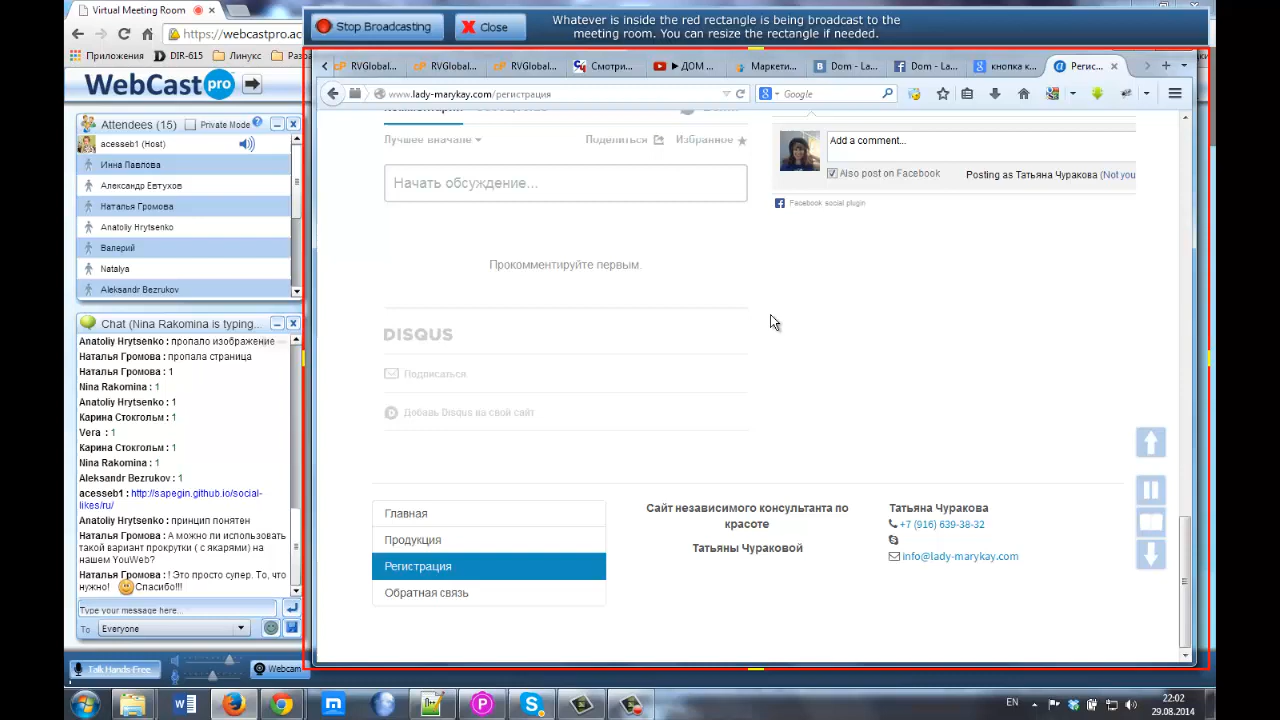 Virtual Meeting Room
https://webcastpro.ac
Приложения
DIR-615
Линукс
Разра
WebCast pro
Attendees (15)
Private Mode
acesseb1 (Host)
Инна Павлова
Александр Евтухов
Наталья Громова
Anatoliy Hrytsenko
Валерий
Natalya
Aleksandr Bezrukov
Chat (Nina Rakomina is typing...
Anatoliy Hrytsenko : пропало изображение
Наталья Громова : пропала страница
Наталья Громова : 1
Nina Rakomina : 1
Anatoliy Hrytsenko : 1
Карина Стокгольм : 1
Vera : 1
Карина Стокгольм : 1
Nina Rakomina : 1
Aleksandr Bezrukov : 1
acesseb1 : http://sapegin.github.io/social-
likes/ru/
Anatoliy Hrytsenko : принцип понятен
Наталья Громова : А можно ли использовать
такой вариант прокрутки ( с якарями) на
нашем YouWeb?
Наталья Громова : ! Это просто супер. То, что
нужно! Спасибо!!!
Type your message here...
To
Everyone
Talk Hands-Free
Webcam
Stop Broadcasting
Close
Whatever is inside the red rectangle is being broadcast to the
meeting room. You can resize the rectangle if needed.
RVGlobal...
RVGlobal...
RVGlobal...
Смотри...
► ДОМ ...
Маркети...
Dom - La...
Dom - La...
кнопка к...
Регис...
www.lady-marykay.com/регистрация
Google
Лучшее вначале
Поделиться
Избранное
Начать обсуждение...
Прокомментируйте первым.
DISQUS
Подписаться
Добавь Disqus на свой сайт
Add a comment...
Also post on Facebook
Posting as Татьяна Чуракова (Not you
Facebook social plugin
Главная
Продукция
Регистрация
Обратная связь
Сайт независимого консультанта по
красоте
Татьяны Чураковой
Татьяна Чуракова
+7 (916) 639-38-32
info@lady-marykay.com
EN
22:02
29.08.2014